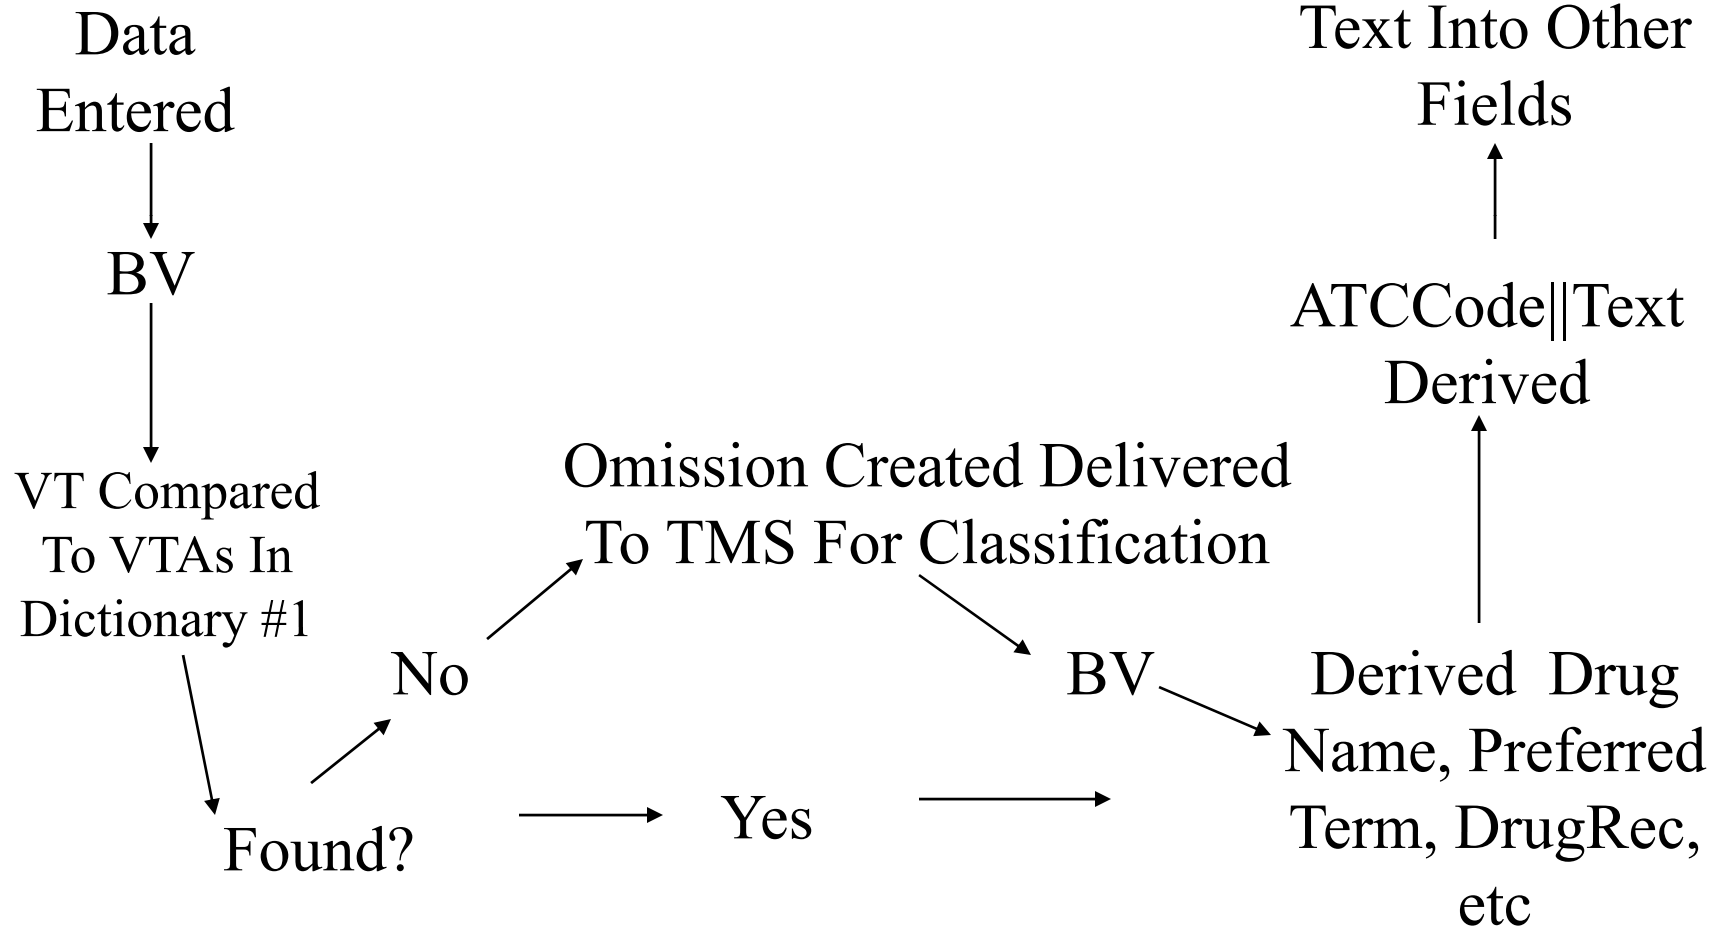 Data
Entered
BV
VT Compared
To VTAs In
Dictionary #1
Found?
No
Yes
Omission Created Delivered
To TMS For Classification
BV
Derived  Drug
Name, Preferred
Term, DrugRec,
etc
ATCCode||Text
Derived
Text Into Other
Fields